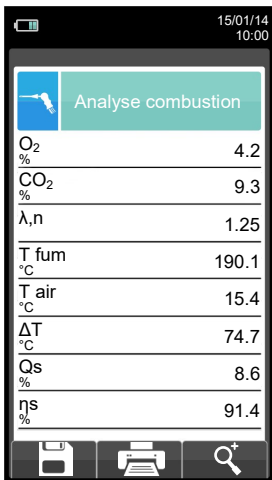 15/01/14
10:00
Analyse combustion
O₂ 4.2
%
CO₂ 9.3
%
λ,n 1.25
T fum 190.1
°C
T air 15.4
°C
ΔT 74.7
°C
Qs 8.6
%
ηs 91.4
%